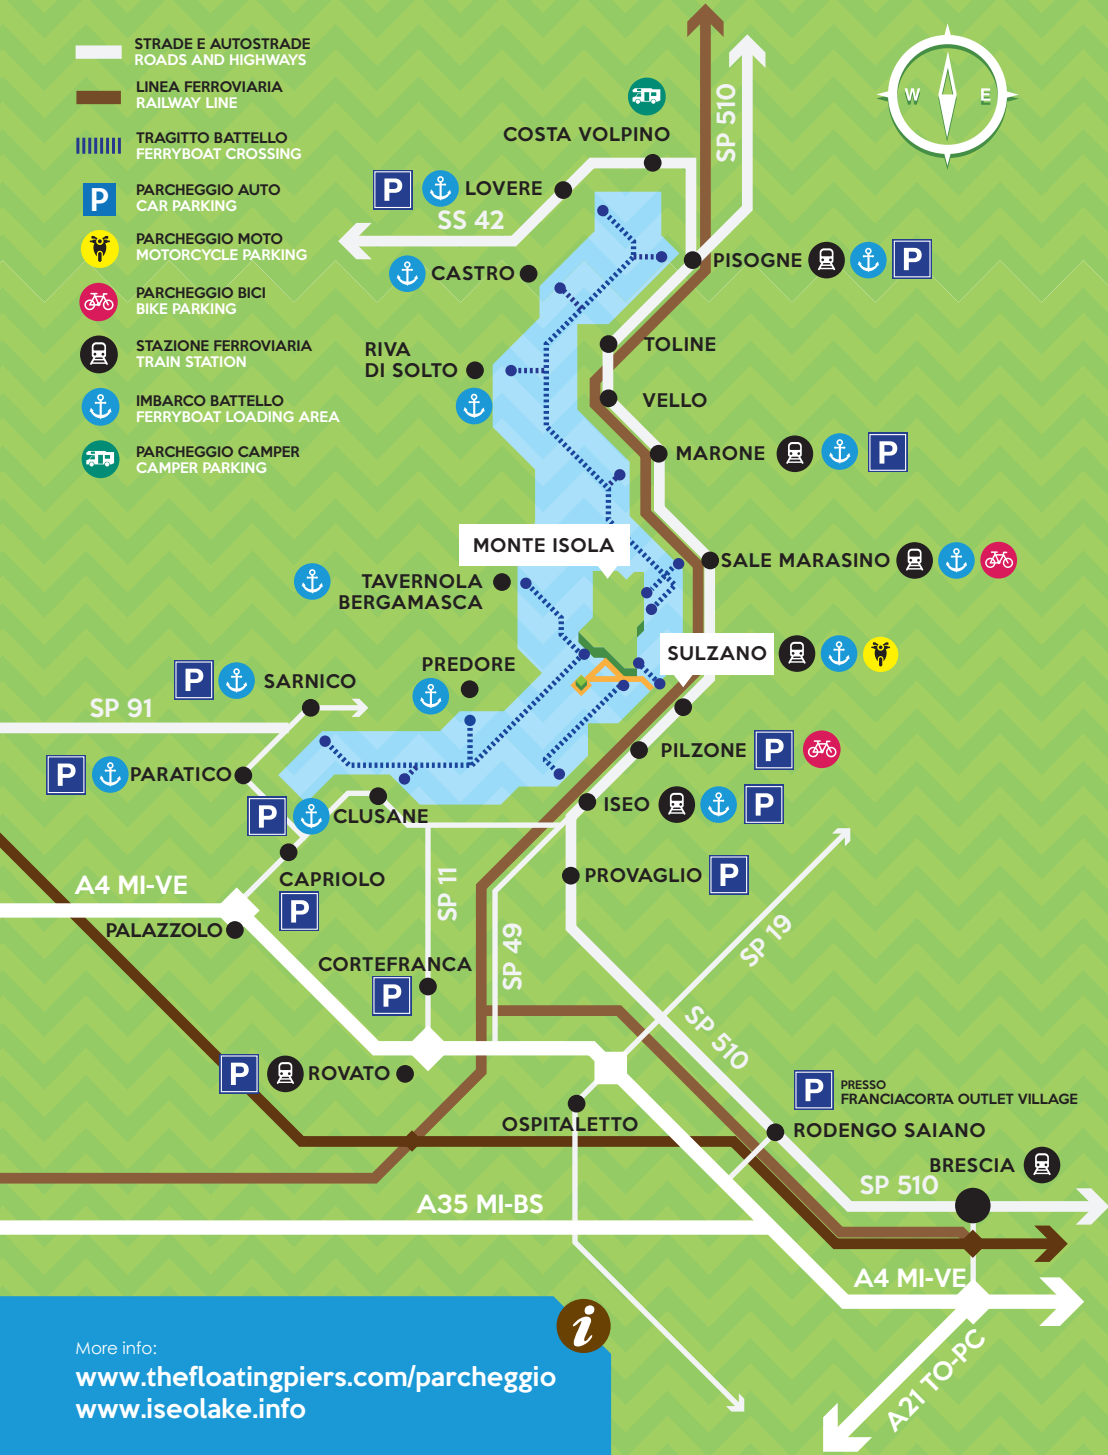 STRADE E AUTOSTRADE
ROADS AND HIGHWAYS
LINEA FERROVIARIA
RAILWAY LINE
TRAGITTO BATTELLO
FERRYBOAT CROSSING
P
PARCHEGGIO AUTO
CAR PARKING
PARCHEGGIO MOTO
MOTORCYCLE PARKING
PARCHEGGIO BICI
BIKE PARKING
STAZIONE FERROVIARIA
TRAIN STATION
IMBARCO BATTELLO
FERRYBOAT LOADING AREA
PARCHEGGIO CAMPER
CAMPER PARKING
W E
SP 510
COSTA VOLPINO
P LOVERE
SS 42
CASTRO
PISOGNE P
RIVA
DI SOLTO
TOLINE
VELLO
MARONE P
MONTE ISOLA
SALE MARASINO
TAVERNOLA
BERGAMASCA
SULZANO
PREDORE
P SARNICO
SP 91
PILZONE P
P PARATICO
P CLUSANE
ISEO P
CAPRIOLO
P
A4 MI-VE
PALAZZOLO
SP 11
PROVAGLIO P
SP 49
SP 19
CORTEFRANCA
P
SP 510
P ROVATO
OSPITALETTO
P PRESSO
FRANCIACORTA OUTLET VILLAGE
RODENGO SAIANO
BRESCIA
SP 510
A35 MI-BS
A4 MI-VE
A21 TO-PC
i
More info:
www.thefloatingpiers.com/parcheggio
www.iseolake.info